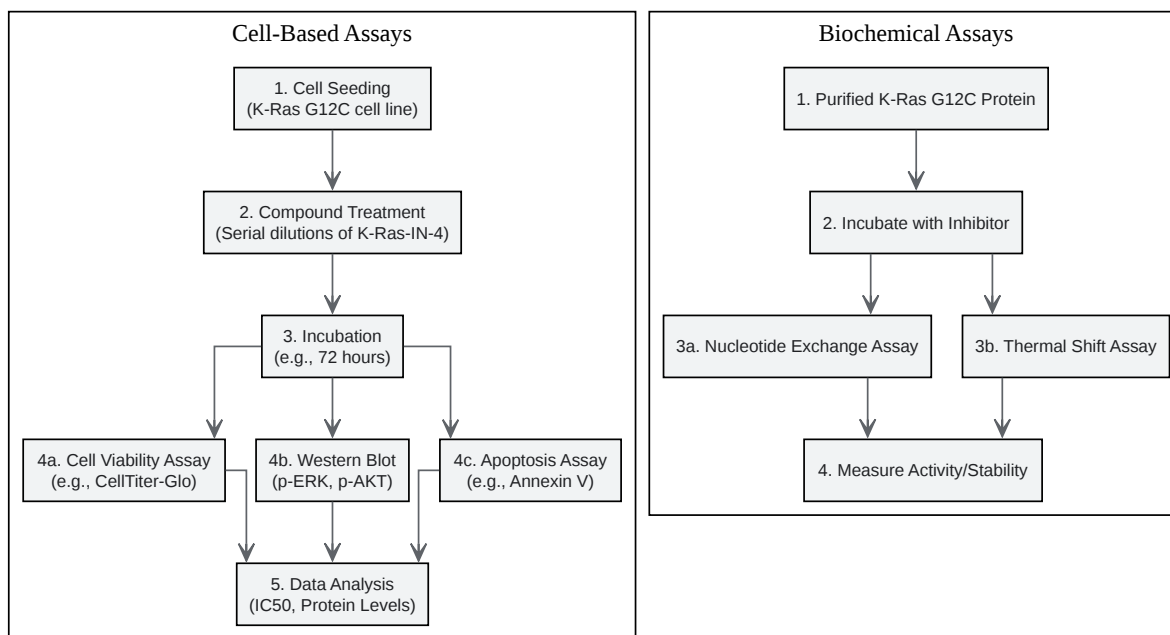 Cell-Based Assays
1. Cell Seeding
(K-Ras G12C cell line)
2. Compound Treatment
(Serial dilutions of K-Ras-IN-4)
3. Incubation
(e.g., 72 hours)
4a. Cell Viability Assay
(e.g., CellTiter-Glo)
4b. Western Blot
(p-ERK, p-AKT)
4c. Apoptosis Assay
(e.g., Annexin V)
5. Data Analysis
(IC50, Protein Levels)
Biochemical Assays
1. Purified K-Ras G12C Protein
2. Incubate with Inhibitor
3a. Nucleotide Exchange Assay
3b. Thermal Shift Assay
4. Measure Activity/Stability